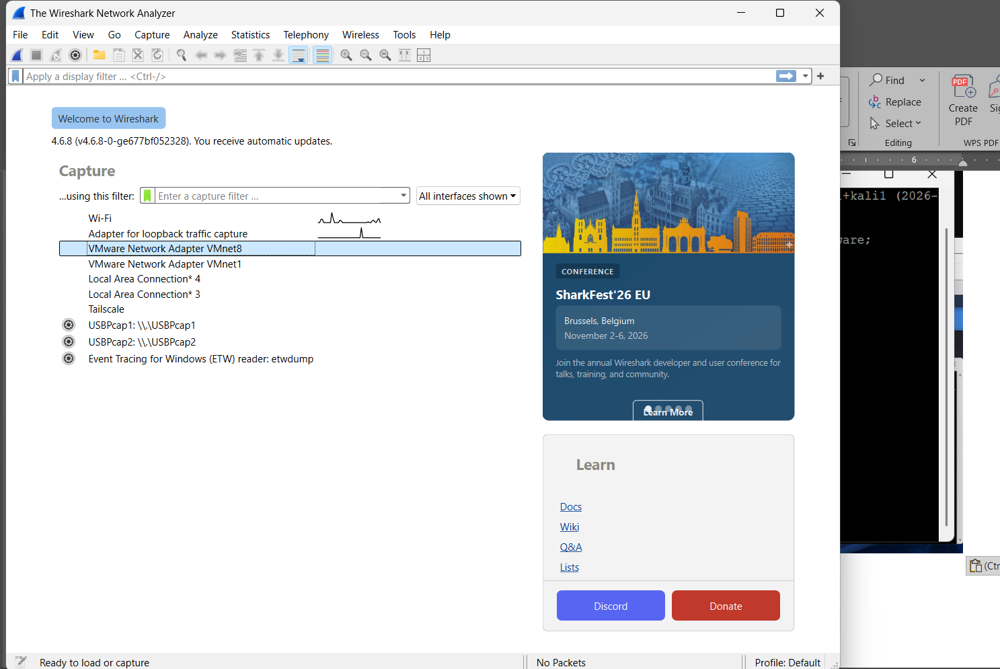 The Wireshark Network Analyzer
File Edit View Go Capture Analyze Statistics Telephony Wireless Tools Help
Apply a display filter ... <Ctrl-/>
Welcome to Wireshark
4.6.8 (v4.6.8-0-ge677bf052328). You receive automatic updates.
Capture
...using this filter: Enter a capture filter ... All interfaces shown
Wi-Fi
Adapter for loopback traffic capture
VMware Network Adapter VMnet8
VMware Network Adapter VMnet1
Local Area Connection* 4
Local Area Connection* 3
Tailscale
USBPcap1: \\.\USBPcap1
USBPcap2: \\.\USBPcap2
Event Tracing for Windows (ETW) reader: etwdump
CONFERENCE
SharkFest'26 EU
Brussels, Belgium
November 2-6, 2026
Join the annual Wireshark developer and user conference for
talks, training, and community.
Learn More
Learn
Docs
Wiki
Q&A
Lists
Discord Donate
Ready to load or capture No Packets Profile: Default
Find
Replace
Select
Editing
PDF
Create
PDF
WPS PDF
6
+kali1 (2026-
are;
(Ctr